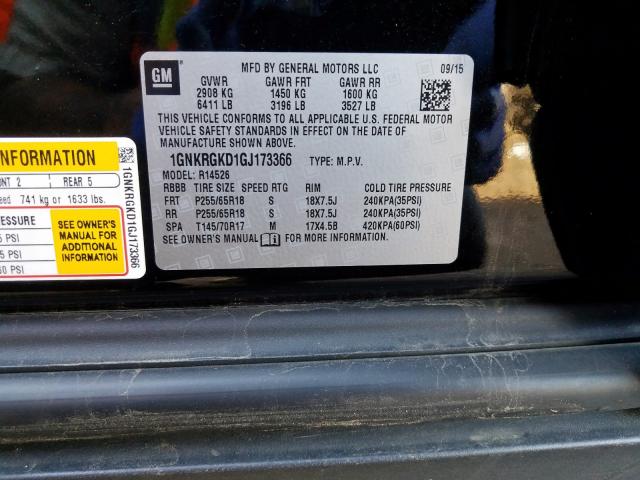 GM
MFD BY GENERAL MOTORS LLC 09/15
GVWR GAWR FRT GAWR RR
2908 KG 1450 KG 1600 KG
6411 LB 3196 LB 3527 LB
THIS VEHICLE CONFORMS TO ALL APPLICABLE U.S. FEDERAL MOTOR
VEHICLE SAFETY STANDARDS IN EFFECT ON THE DATE OF
MANUFACTURE SHOWN ABOVE.
1GNKRGKD1GJ173366 TYPE: M.P.V.
MODEL: R14526
RBBB TIRE SIZE SPEED RTG RIM COLD TIRE PRESSURE
FRT P255/65R18 S 18X7.5J 240KPA(35PSI)
RR P255/65R18 S 18X7.5J 240KPA(35PSI)
SPA T145/70R17 M 17X4.5B 420KPA(60PSI)
SEE OWNER'S MANUAL FOR MORE INFORMATION.
INFORMATION
2 REAR 5
741 kg or 1633 lbs.
PRESSURE
PSI
PSI
PSI
SEE OWNER'S
MANUAL FOR
ADDITIONAL
INFORMATION
1GNKRGKD1GJ173366